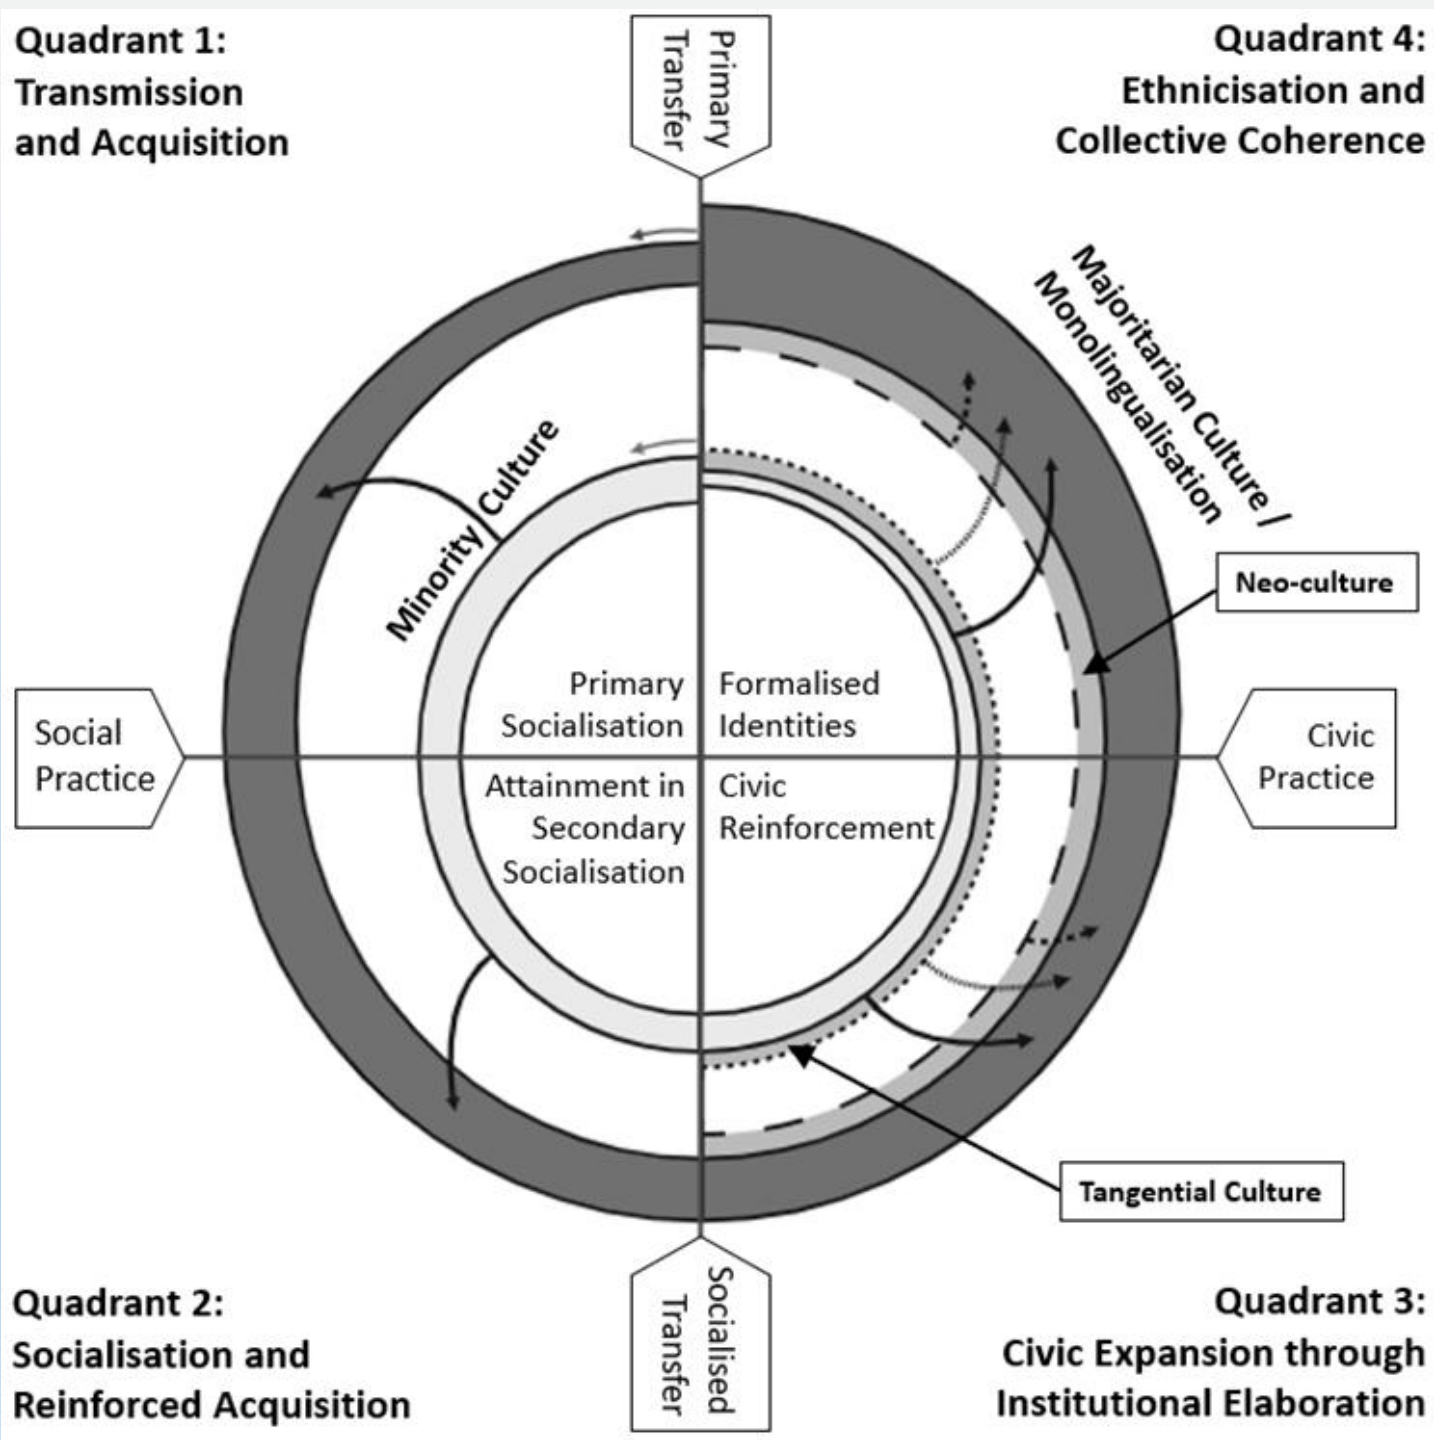 Quadrant 1:
Transmission
and Acquisition
Primary
Transfer
Quadrant 4:
Ethnicisation and
Collective Coherence
Majoritarian Culture /
Monolingualisation
Minority Culture
Neo-culture
Primary
Socialisation
Formalised
Identities
Social
Practice
Civic
Practice
Attainment in
Secondary
Socialisation
Civic
Reinforcement
Tangential Culture
Quadrant 2:
Socialisation and
Reinforced Acquisition
Socialised
Transfer
Quadrant 3:
Civic Expansion through
Institutional Elaboration